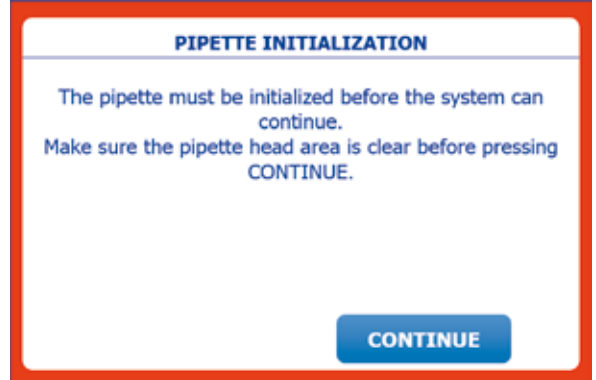 PIPETTE INITIALIZATION
The pipette must be initialized before the system can
continue.
Make sure the pipette head area is clear before pressing
CONTINUE.
CONTINUE